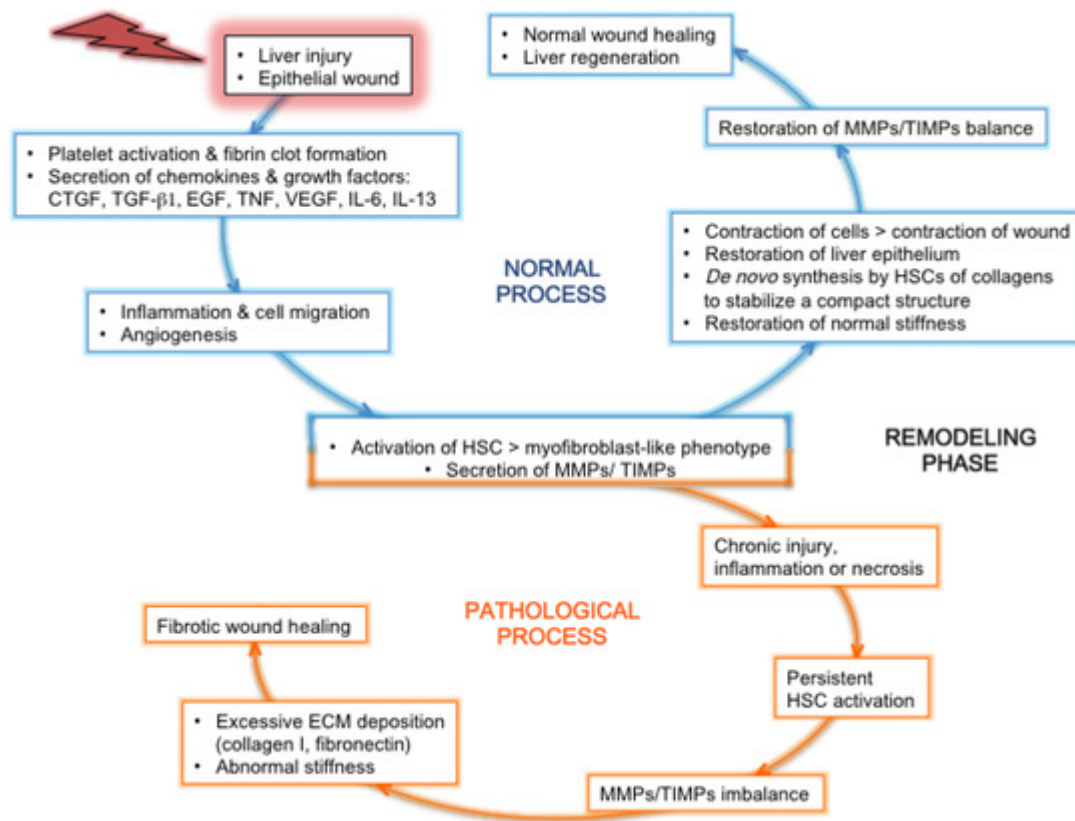 • Liver injury
• Epithelial wound
• Platelet activation & fibrin clot formation
• Secretion of chemokines & growth factors:
CTGF, TGF-β1, EGF, TNF, VEGF, IL-6, IL-13
• Inflammation & cell migration
• Angiogenesis
• Normal wound healing
• Liver regeneration
Restoration of MMPs/TIMPs balance
• Contraction of cells > contraction of wound
• Restoration of liver epithelium
• De novo synthesis by HSCs of collagens
to stabilize a compact structure
• Restoration of normal stiffness
NORMAL
PROCESS
• Activation of HSC > myofibroblast-like phenotype
• Secretion of MMPs/ TIMPs
REMODELING
PHASE
Chronic injury,
inflammation or necrosis
Persistent
HSC activation
MMPs/TIMPs imbalance
• Excessive ECM deposition
(collagen I, fibronectin)
• Abnormal stiffness
Fibrotic wound healing
PATHOLOGICAL
PROCESS